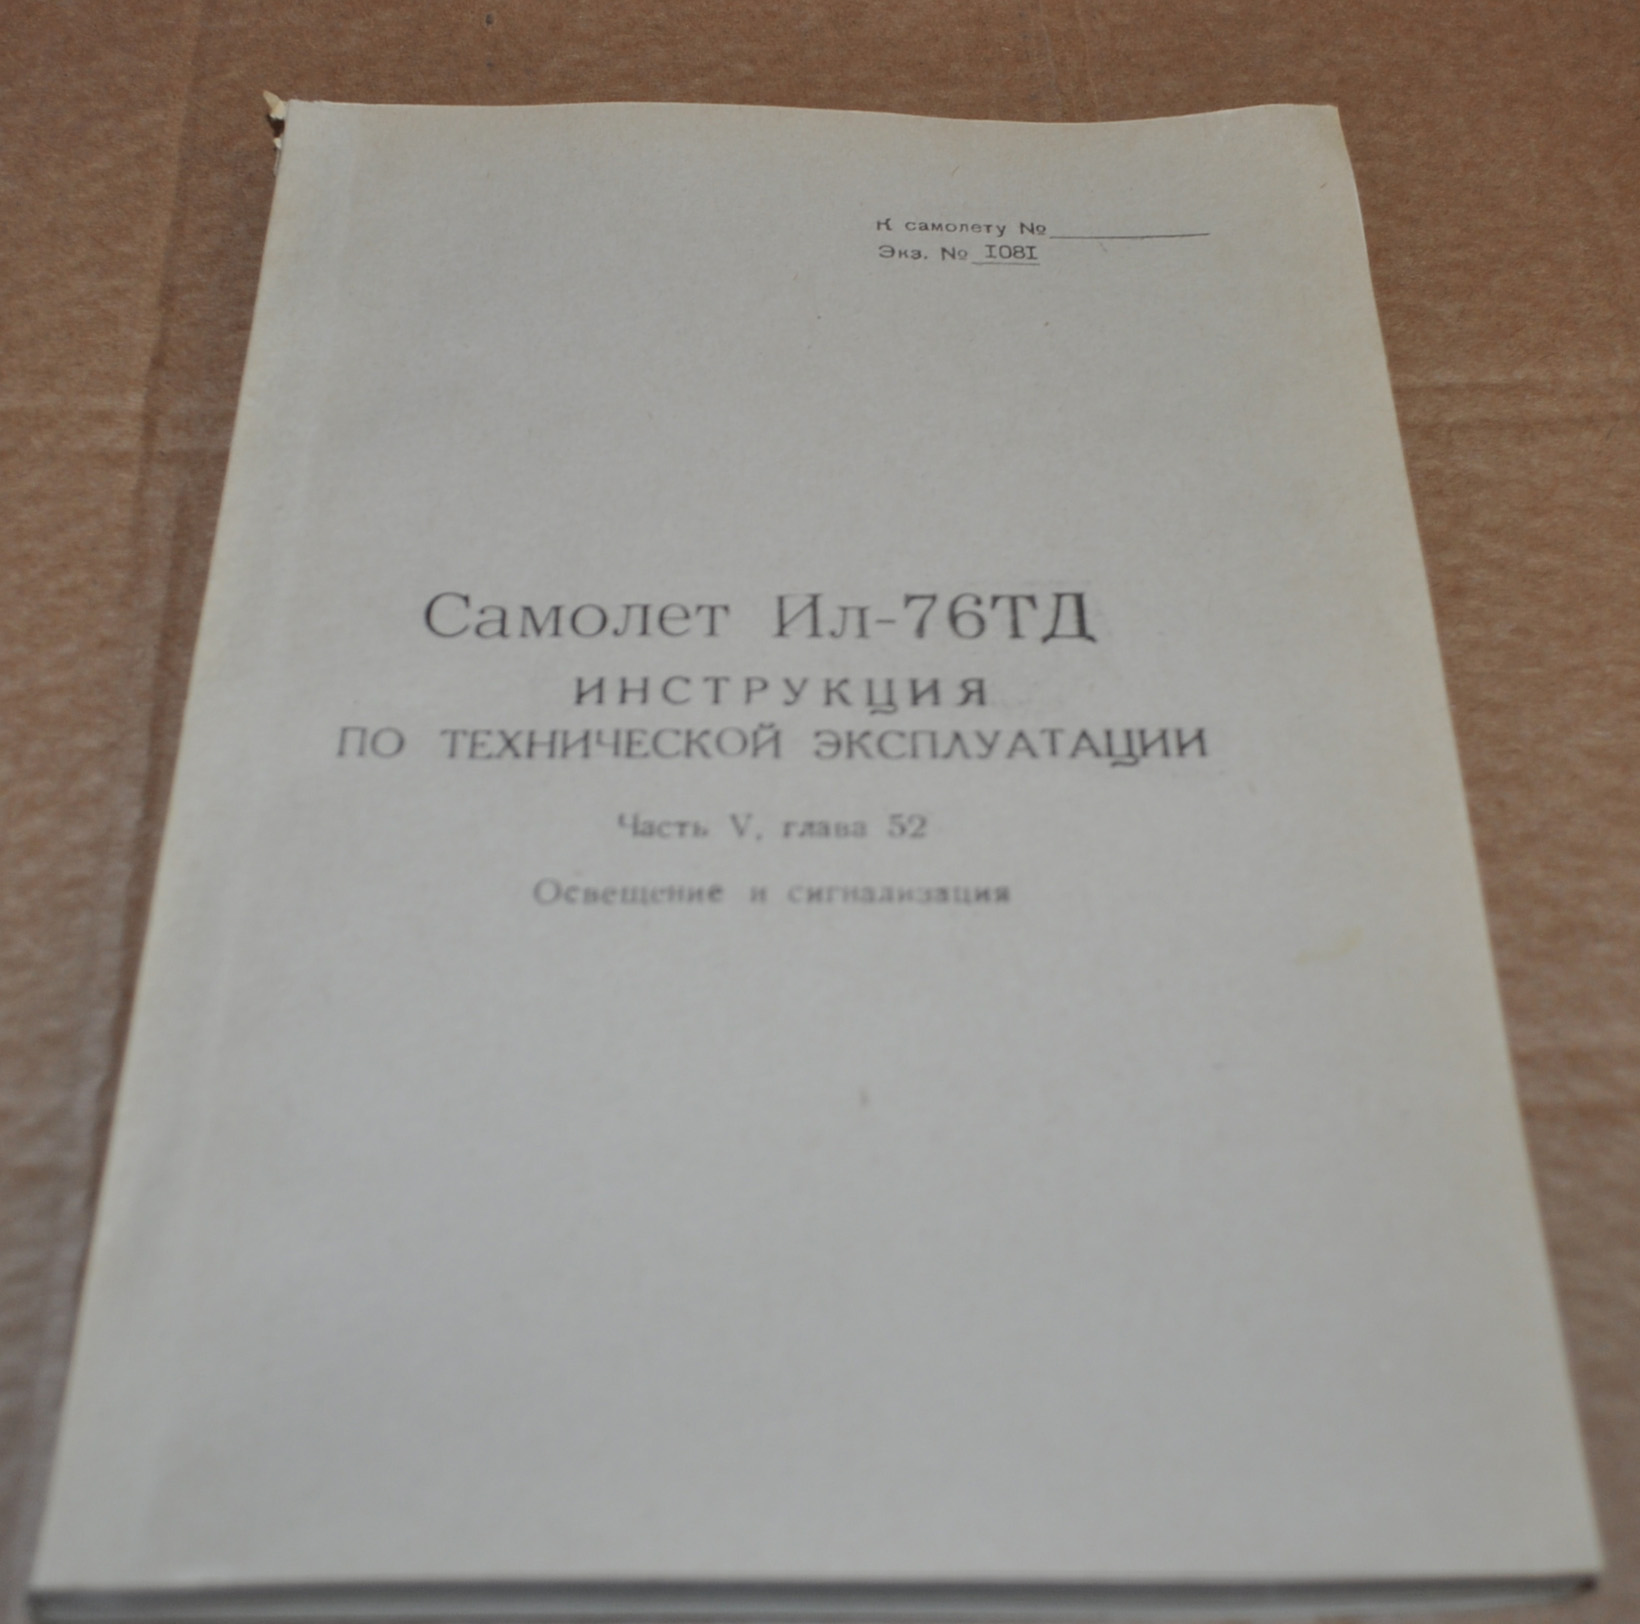 К самолету №
Экз. № I08I
Самолет Ил-76ТД
ИНСТРУКЦИЯ
ПО ТЕХНИЧЕСКОЙ ЭКСПЛУАТАЦИИ
Часть V, глава 52
Освещение и сигнализация